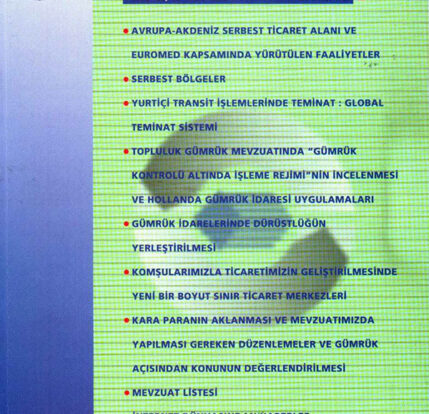 • AVRUPA-AKDENİZ SERBEST TİCARET ALANI VE
EUROMED KAPSAMINDA YÜRÜTÜLEN FAALİYETLER
• SERBEST BÖLGELER
• YURTİÇİ TRANSİT İŞLEMLERİNDE TEMİNAT : GLOBAL
TEMİNAT SİSTEMİ
• TOPLULUK GÜMRÜK MEVZUATINDA "GÜMRÜK
KONTROLÜ ALTINDA İŞLEME REJİMİ"NİN İNCELENMESİ
VE HOLLANDA GÜMRÜK İDARESİ UYGULAMALARI
• GÜMRÜK İDARELERİNDE DÜRÜSTLÜĞÜN
YERLEŞTİRİLMESİ
• KOMŞULARIMIZLA TİCARETİMİZİN GELİŞTİRİLMESİNDE
YENİ BİR BOYUT SINIR TİCARET MERKEZLERİ
• KARA PARANIN AKLANMASI VE MEVZUATIMIZDA
YAPILMASI GEREKEN DÜZENLEMELER VE GÜMRÜK
AÇISINDAN KONUNUN DEĞERLENDİRİLMESİ
• MEVZUAT LİSTESİ